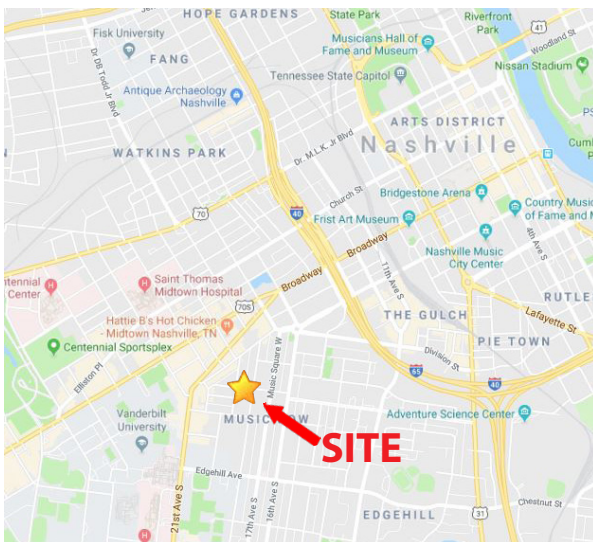 HOPE GARDENS
State Park
Riverfront
Park
41
Woodland St
Fisk University
Musicians Hall of
Fame and Museum
Dr DB Todd Jr Blvd
FANG
Nissan Stadium
Tennessee State Capitol
Antique Archaeology
Nashville
ARTS DISTRICT
Nashville
Dr. M.L.K. Jr Blvd
WATKINS PARK
Church St
Bridgestone Arena
70
40
Frist Art Museum
Country Music
of Fame and M
Broadway
Nashville Music
City Center
4th Ave S
11th Ave S
Broadway
ntennial
Center
Saint Thomas
Midtown Hospital
70S
RUTLE
Lafayette St
THE GULCH
Hattie B's Hot Chicken
- Midtown Nashville, TN
PIE TOWN
Centennial Sportsplex
Music Square W
Division St
Elliston Pl
65
40
Vanderbilt
University
MUSIC ROW
Adventure Science Center
SITE
Edgehill Ave
21st Ave S
17th Ave S
16th Ave S
Chestnut St
EDGEHILL
31